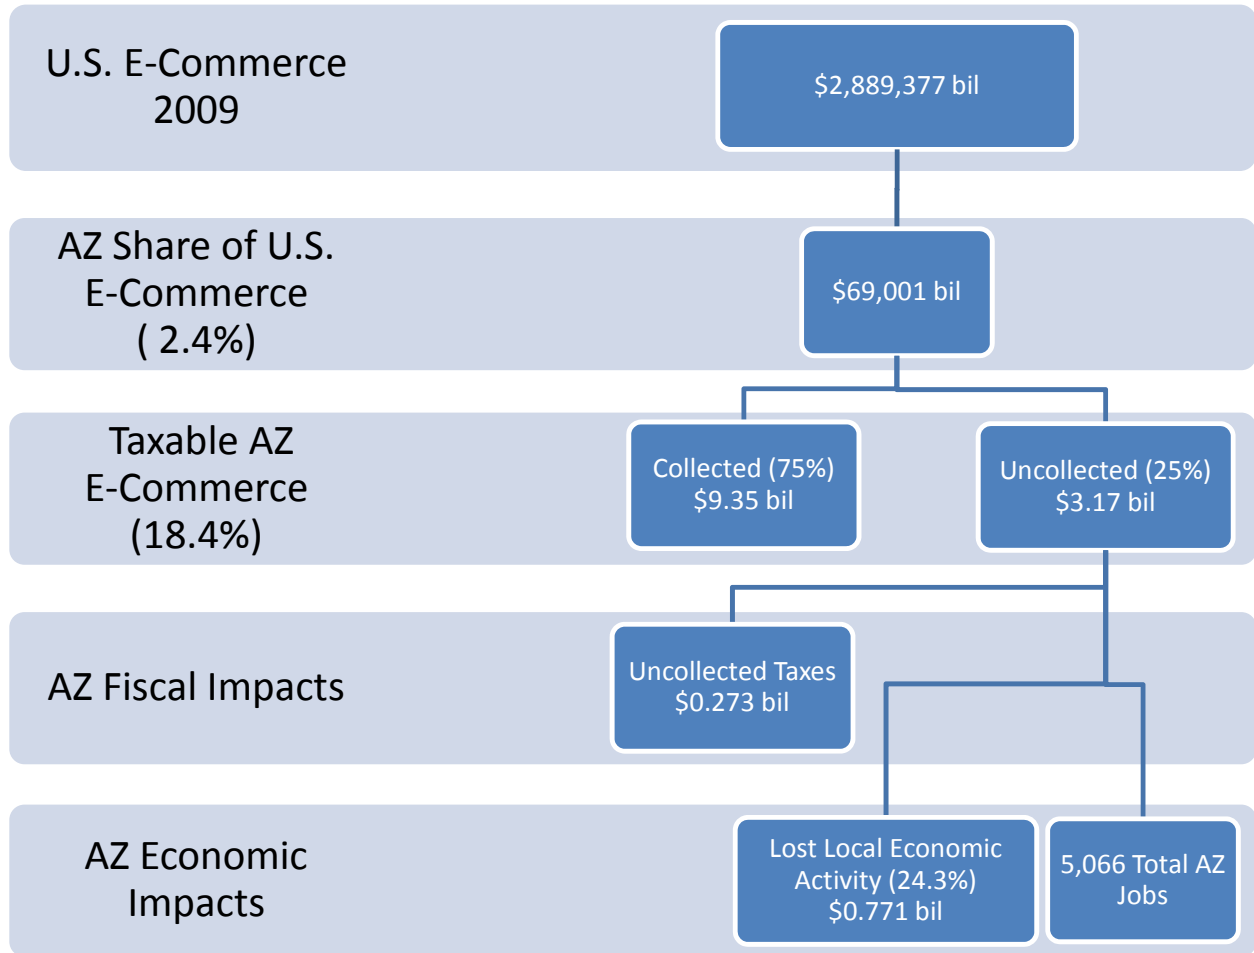 U.S. E-Commerce
2009
$2,889,377 bil
AZ Share of U.S.
E-Commerce
( 2.4%)
$69,001 bil
Taxable AZ
E-Commerce
(18.4%)
Collected (75%)
$9.35 bil
Uncollected (25%)
$3.17 bil
AZ Fiscal Impacts
Uncollected Taxes
$0.273 bil
AZ Economic
Impacts
Lost Local Economic
Activity (24.3%)
$0.771 bil
5,066 Total AZ
Jobs